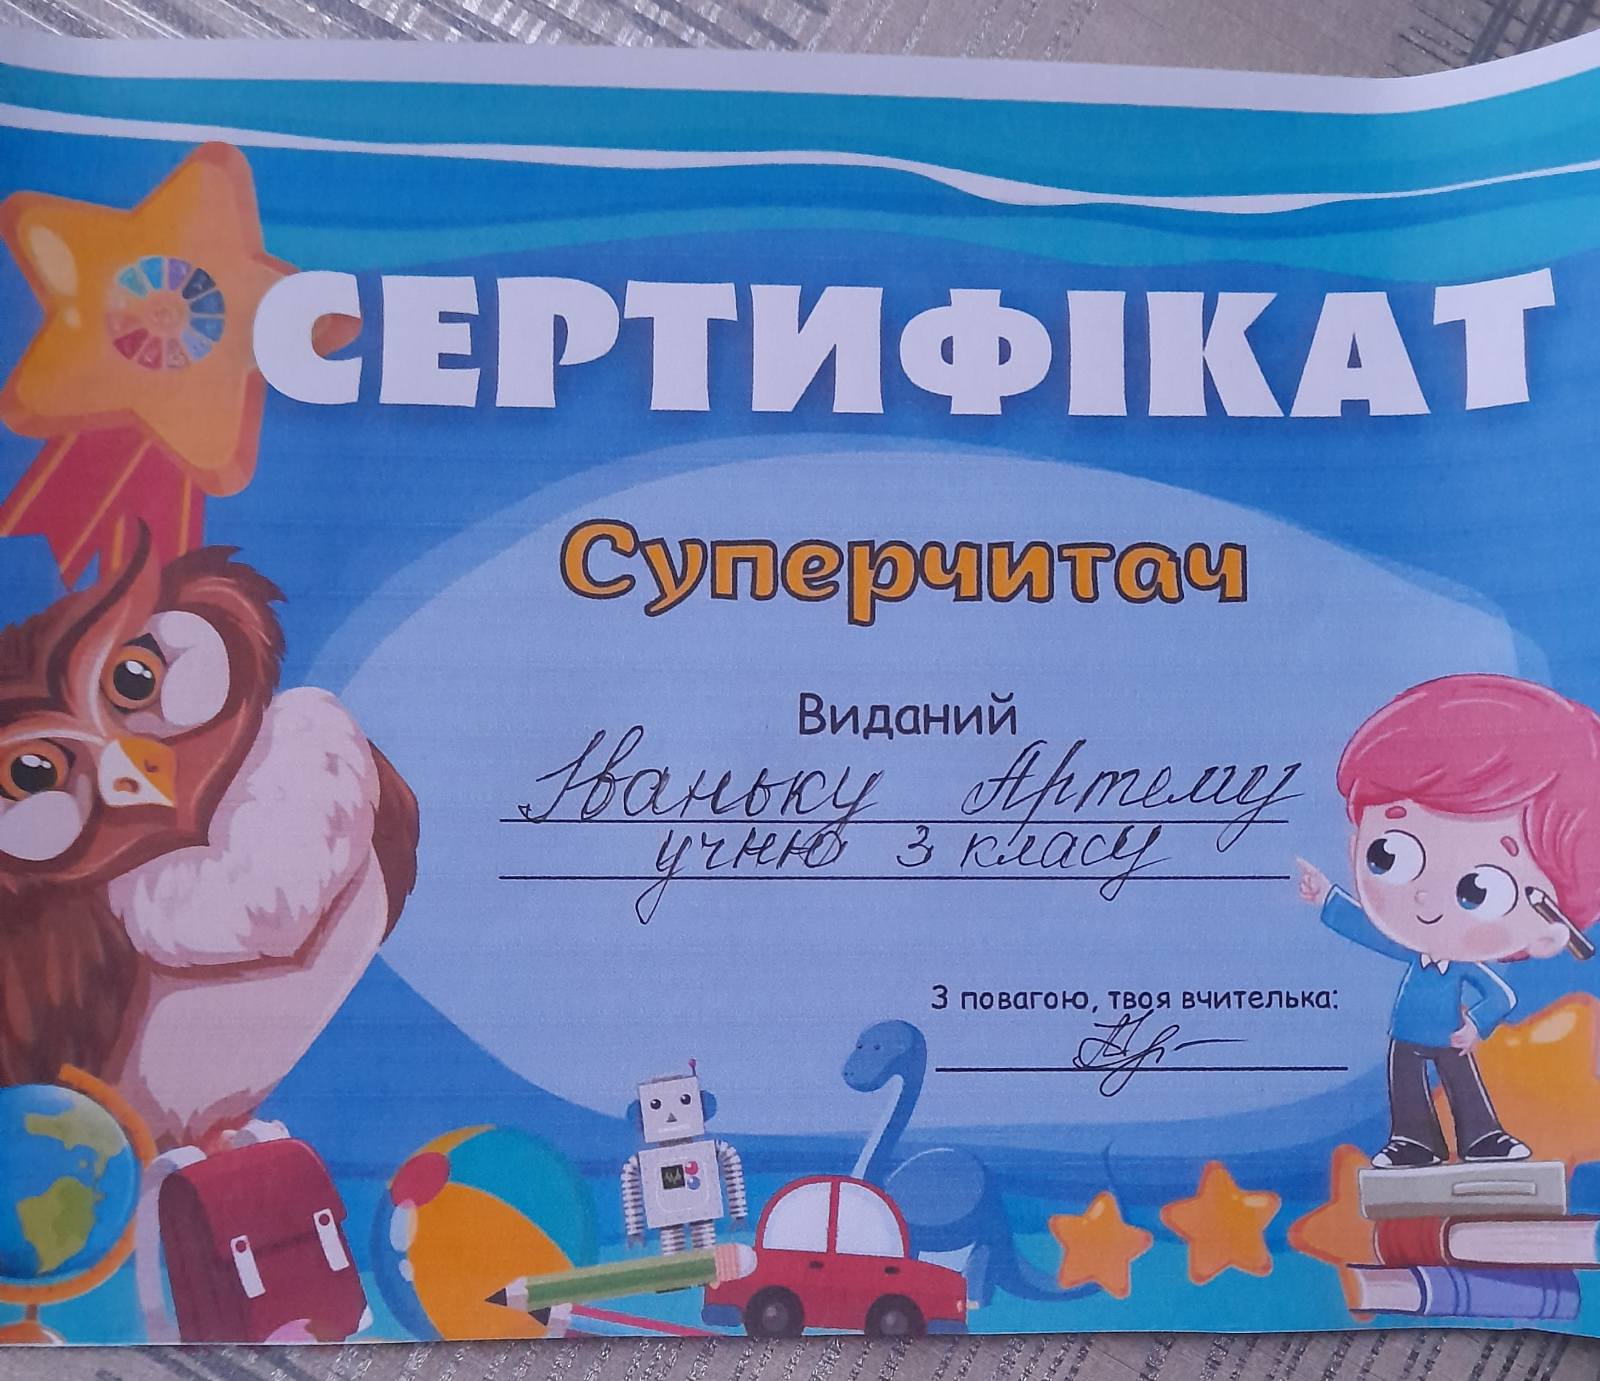 СЕРТИФІКАТ
Суперчитач
Виданий
Іваньку Артему
учню 3 класу
З повагою, твоя вчителька: